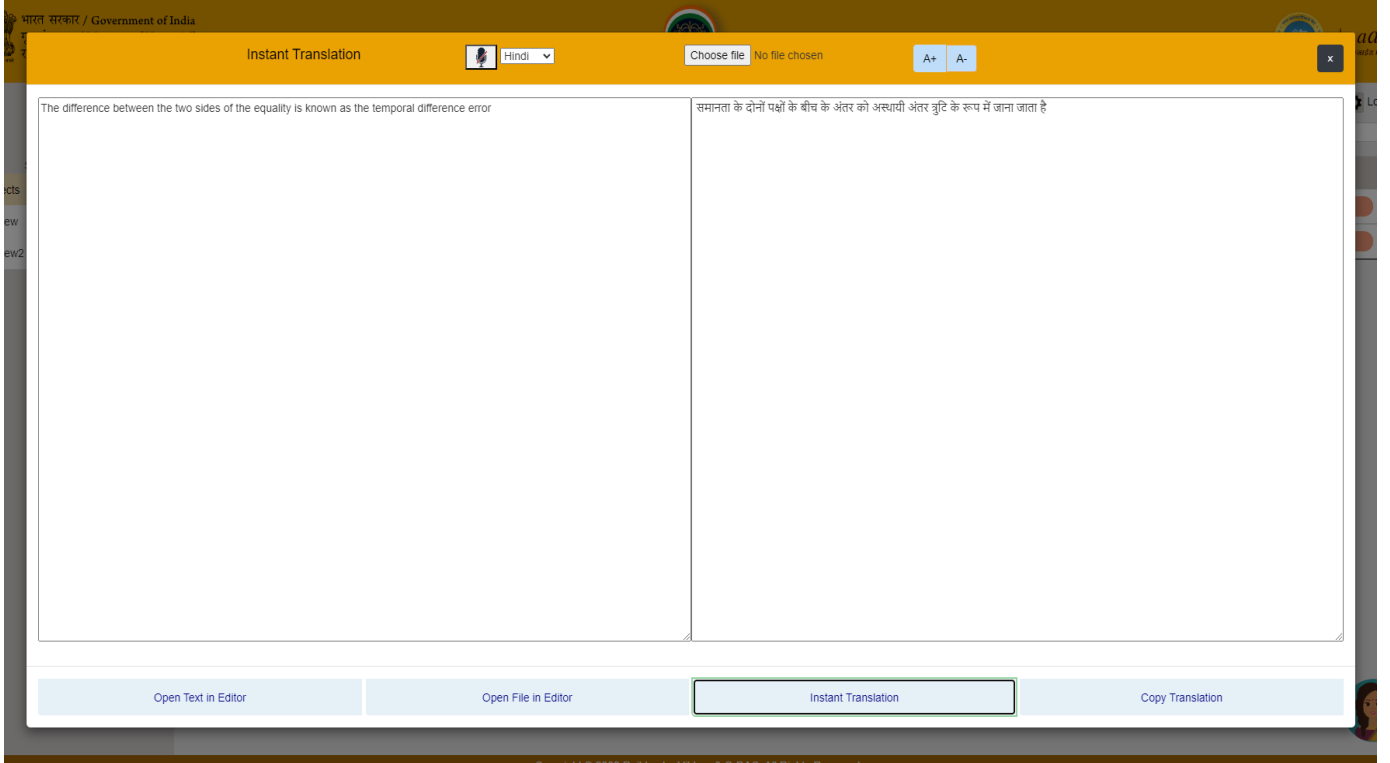 भारत सरकार / Government of India
Instant Translation
Hindi
Choose file No file chosen
A+ A-
x
The difference between the two sides of the equality is known as the temporal difference error
समानता के दोनों पक्षों के बीच के अंतर को अस्थायी अंतर त्रुटि के रूप में जाना जाता है
Open Text in Editor
Open File in Editor
Instant Translation
Copy Translation